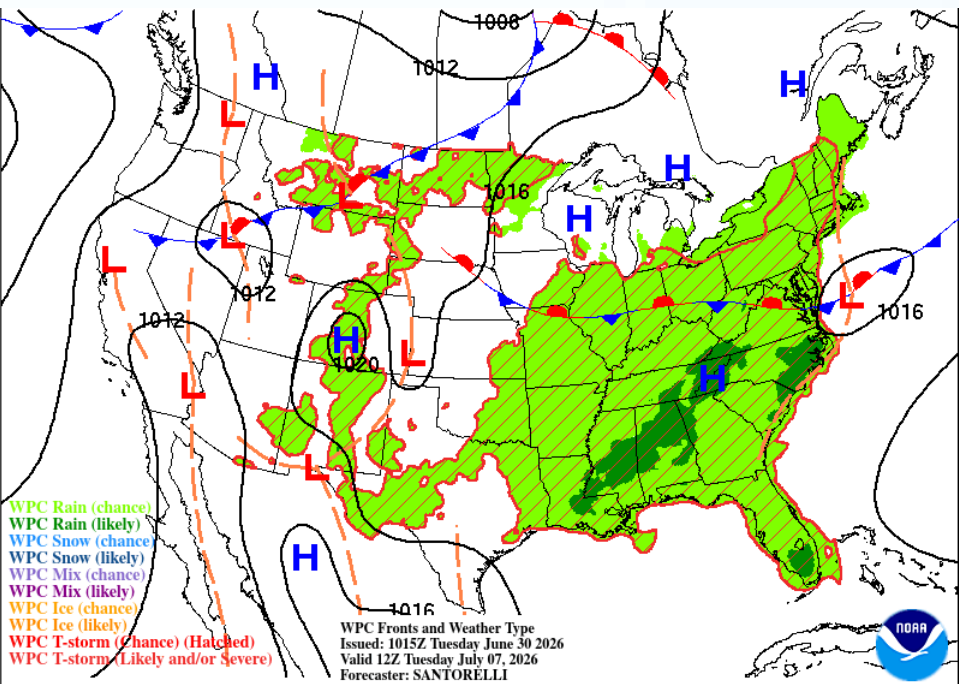 1008
1012
H
H
L
H
1016
L
H
L
L
1012
L
1016
1012
H
1020
L
H
L
L
H
WPC Rain (chance)
WPC Rain (likely)
WPC Snow (chance)
WPC Snow (likely)
WPC Mix (chance)
WPC Mix (likely)
WPC Ice (chance)
WPC Ice (likely)
WPC T-storm (Chance) (Hatched)
WPC T-storm (Likely and/or Severe)
1016
WPC Fronts and Weather Type
Issued: 1015Z Tuesday June 30 2026
Valid 12Z Tuesday July 07, 2026
Forecaster: SANTORELLI
NOAA